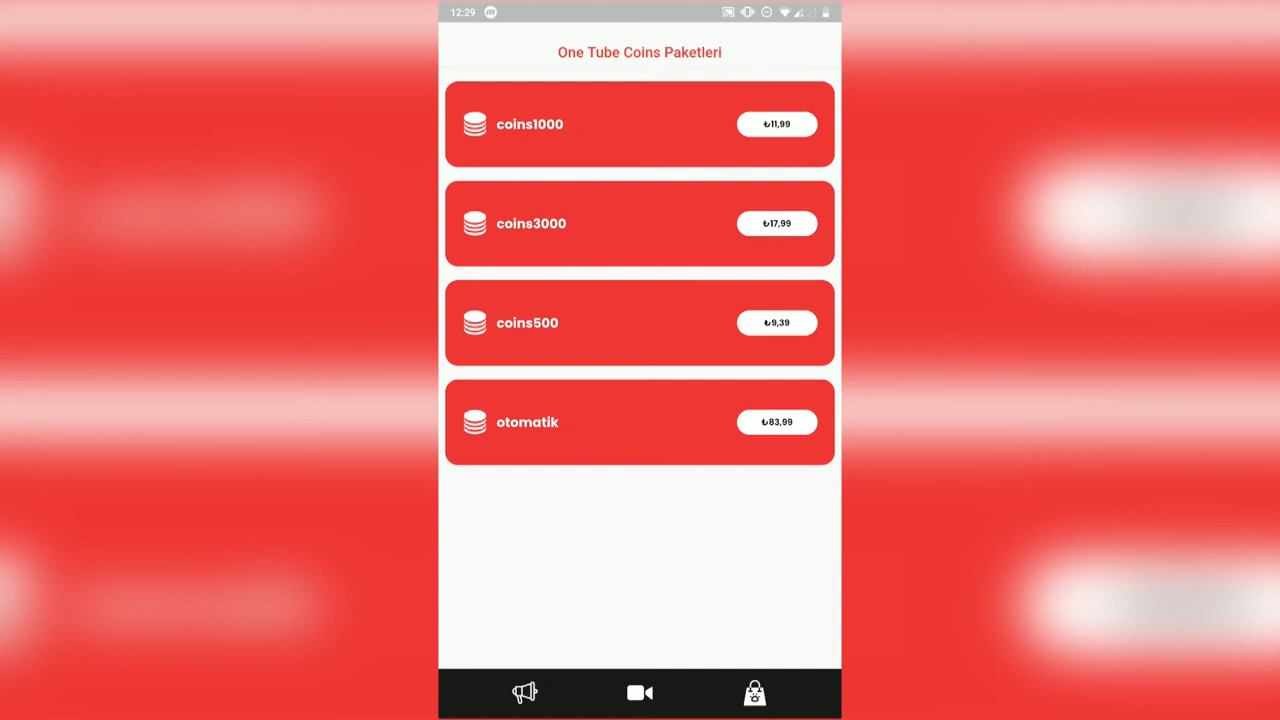 12:29
One Tube Coins Paketleri
coins1000 ₺11,99
coins3000 ₺17,99
coins500 ₺9,39
otomatik ₺83,99